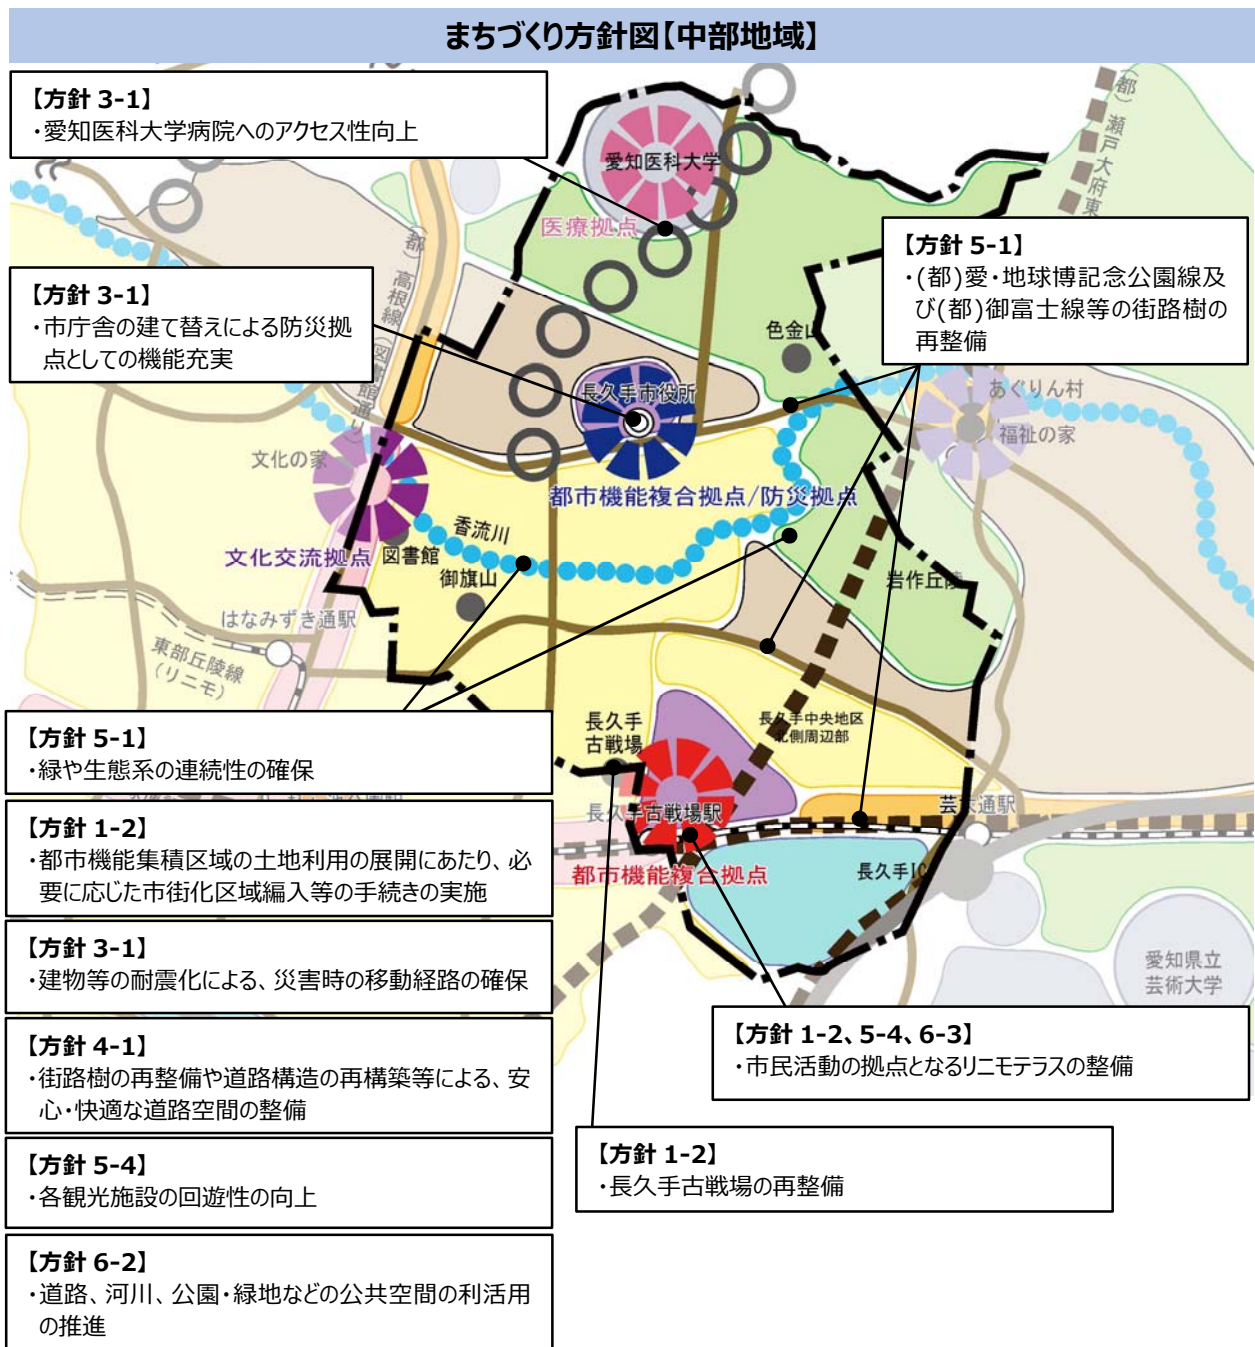 まちづくり方針図【中部地域】
【方針 3-1】
・愛知医科大学病院へのアクセス性向上
【方針 3-1】
・市庁舎の建て替えによる防災拠
点としての機能充実
【方針 5-1】
・(都)愛・地球博記念公園線及
び(都)御富士線等の街路樹の
再整備
愛知医科大学
医療拠点
(都)瀬戸大府東
(都)高根線(図書館通り)
色金山
長久手市役所
あぐりん村
福祉の家
文化の家
都市機能複合拠点/防災拠点
香流川
文化交流拠点
図書館
御旗山
岩作丘陵
はなみずき通駅
東部丘陵線
(リニモ)
長久手
古戦場
長久手中央地区
北側周辺部
長久手古戦場駅
芸大通駅
都市機能複合拠点
長久手IC
愛知県立
芸術大学
【方針 5-1】
・緑や生態系の連続性の確保
【方針 1-2】
・都市機能集積区域の土地利用の展開にあたり、必
要に応じた市街化区域編入等の手続きの実施
【方針 3-1】
・建物等の耐震化による、災害時の移動経路の確保
【方針 4-1】
・街路樹の再整備や道路構造の再構築等による、安
心・快適な道路空間の整備
【方針 5-4】
・各観光施設の回遊性の向上
【方針 6-2】
・道路、河川、公園・緑地などの公共空間の利活用
の推進
【方針 1-2、5-4、6-3】
・市民活動の拠点となるリニモテラスの整備
【方針 1-2】
・長久手古戦場の再整備